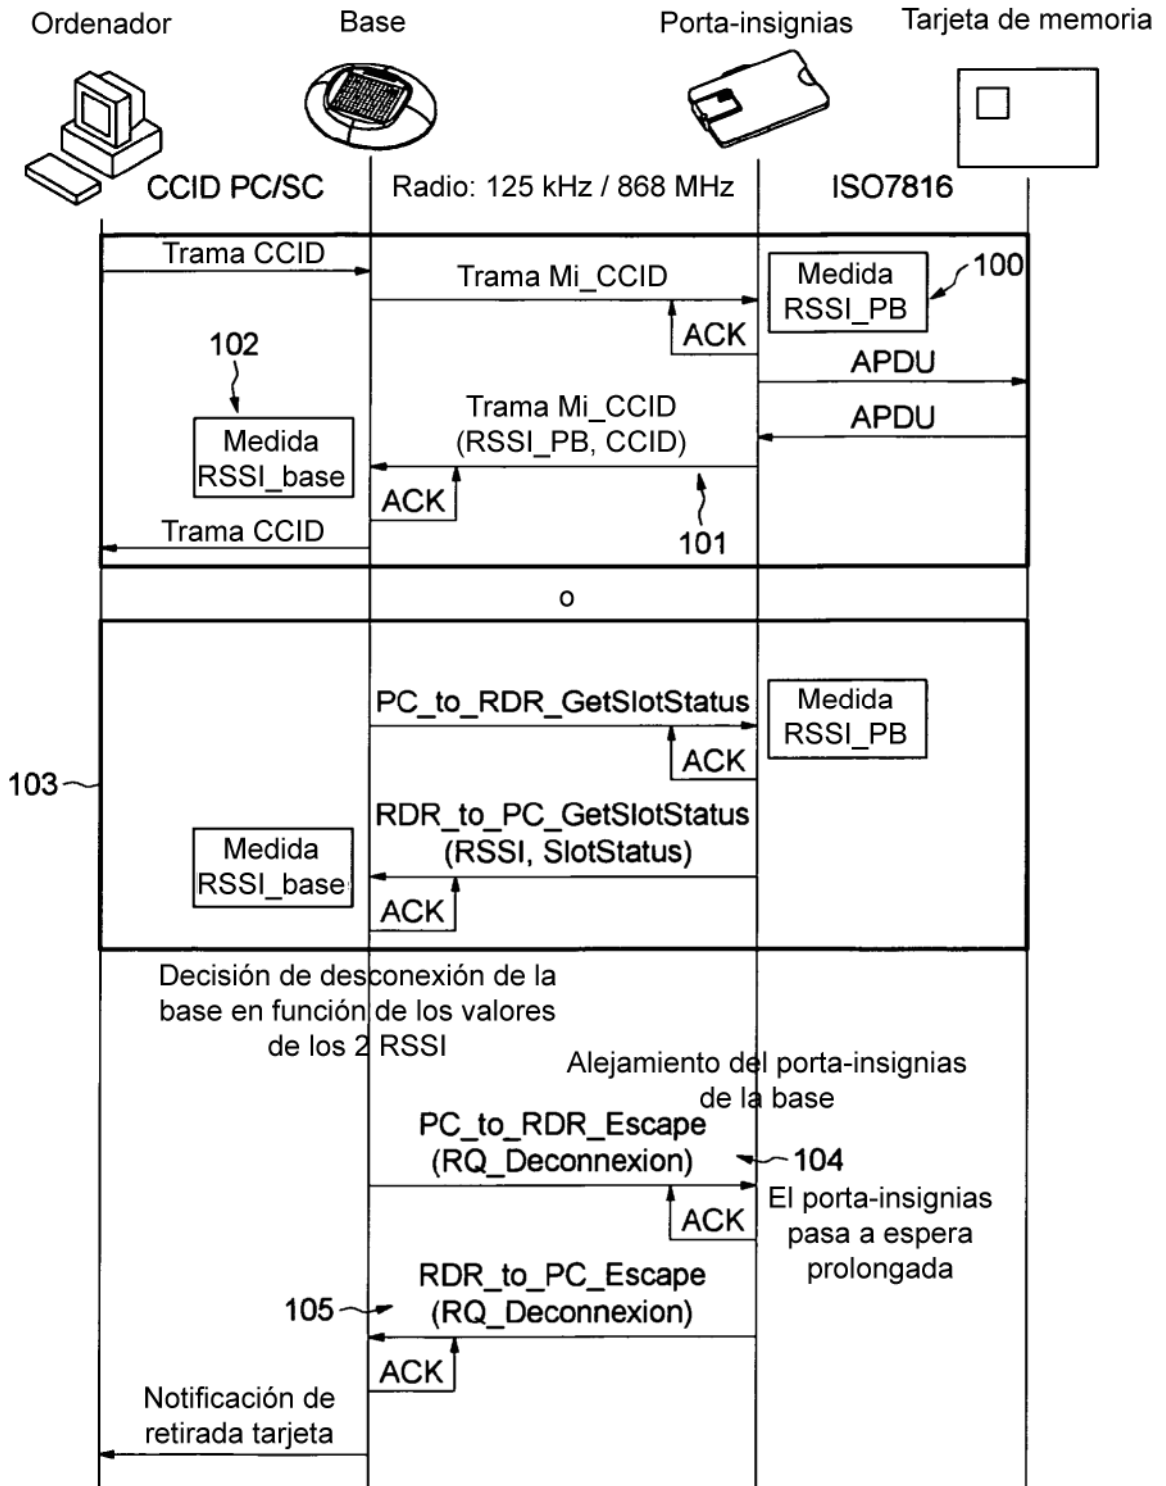 Ordenador
Base
Porta-insignias
Tarjeta de memoria
CCID PC/SC
Radio: 125 kHz / 868 MHz
ISO7816
Trama CCID
Trama Mi_CCID
Medida
RSSI_PB
100
ACK
102
APDU
Trama Mi_CCID
(RSSI_PB, CCID)
APDU
Medida
RSSI_base
ACK
Trama CCID
101
o
PC_to_RDR_GetSlotStatus
Medida
RSSI_PB
ACK
103
RDR_to_PC_GetSlotStatus
(RSSI, SlotStatus)
Medida
RSSI_base
ACK
Decisión de desconexión de la
base en función de los valores
de los 2 RSSI
Alejamiento del porta-insignias
de la base
PC_to_RDR_Escape
(RQ_Deconnexion)
104
ACK
El porta-insignias
pasa a espera
prolongada
RDR_to_PC_Escape
(RQ_Deconnexion)
105
ACK
Notificación de
retirada tarjeta